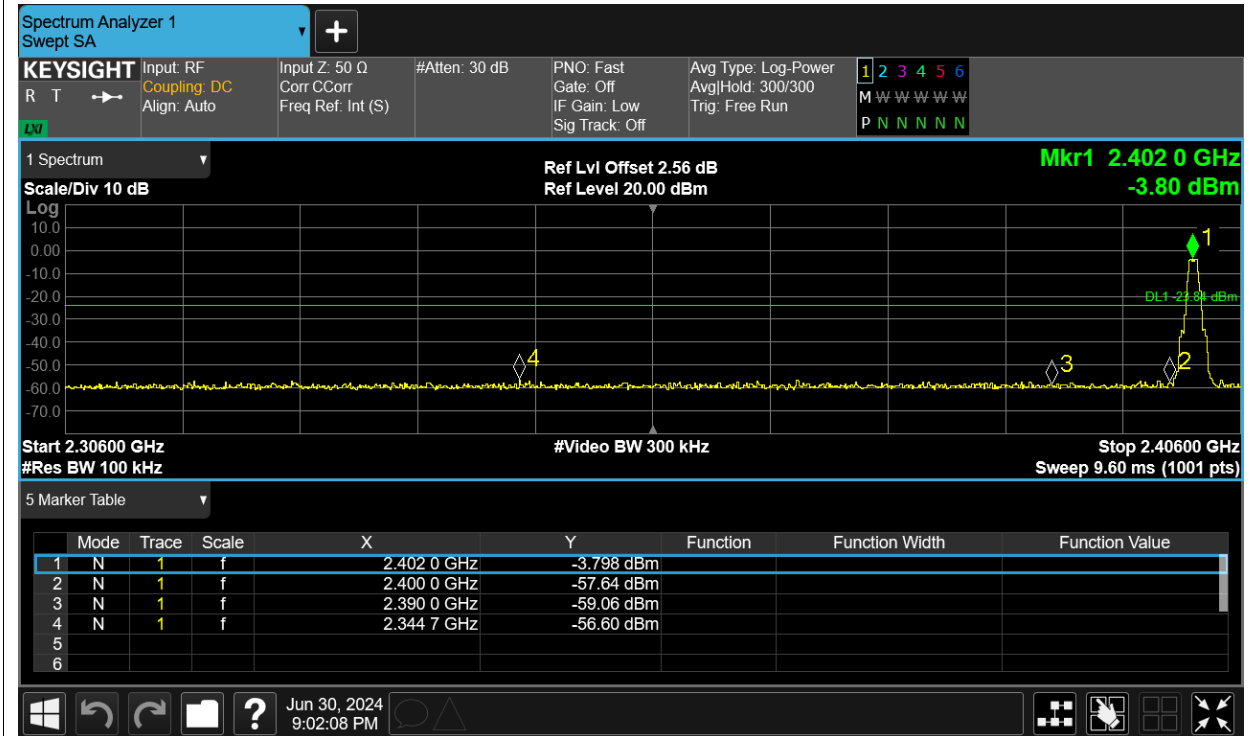 Spectrum Analyzer 1
Swept SA
+
KEYSIGHT Input: RF Input Z: 50 Ω #Atten: 30 dB PNO: Fast Avg Type: Log-Power 1 2 3 4 5 6
R T Coupling: DC Corr CCorr Gate: Off Avg|Hold: 300/300 M W W W W W
Align: Auto Freq Ref: Int (S) IF Gain: Low Trig: Free Run
LXI Sig Track: Off P N N N N N N
1 Spectrum Ref Lvl Offset 2.56 dB Mkr1 2.402 0 GHz
Scale/Div 10 dB Ref Level 20.00 dBm -3.80 dBm
Log
10.0
1
0.00
-10.0
-20.0 DL1 -23.84 dBm
-30.0
-40.0
4
3 2
-50.0
-60.0
-70.0
Start 2.30600 GHz #Video BW 300 kHz Stop 2.40600 GHz
#Res BW 100 kHz Sweep 9.60 ms (1001 pts)
5 Marker Table
Mode Trace Scale X Y Function Function Width Function Value
1 N 1 f 2.402 0 GHz -3.798 dBm
2 N 1 f 2.400 0 GHz -57.64 dBm
3 N 1 f 2.390 0 GHz -59.06 dBm
4 N 1 f 2.344 7 GHz -56.60 dBm
5
6
? Jun 30, 2024
9:02:08 PM